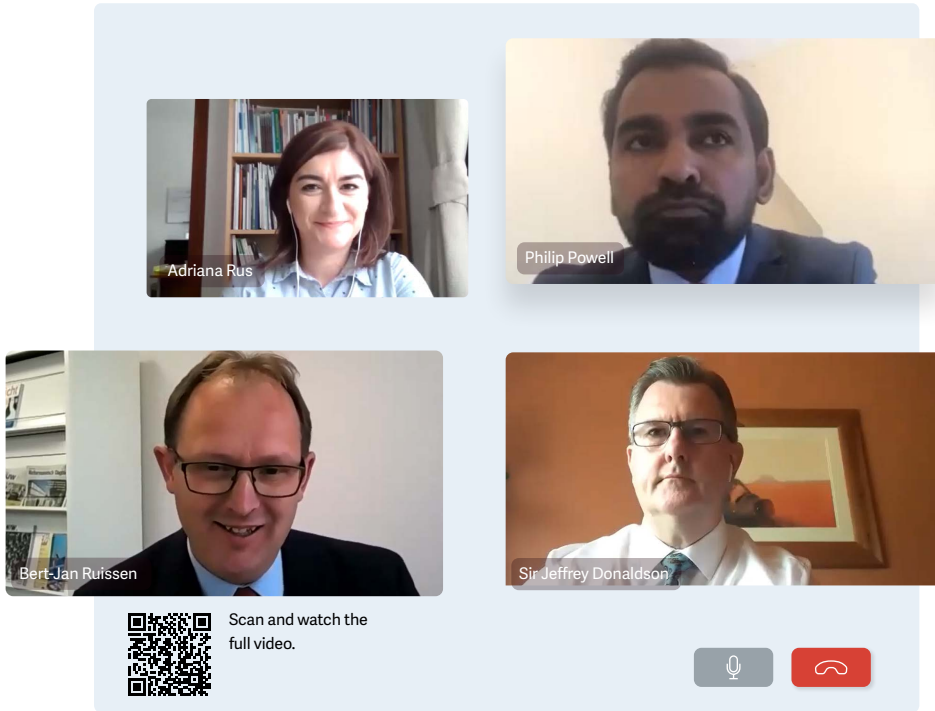 Adriana Rus
Philip Powell
Bert-Jan Ruissen
Sir Jeffrey Donaldson
Scan and watch the
full video.